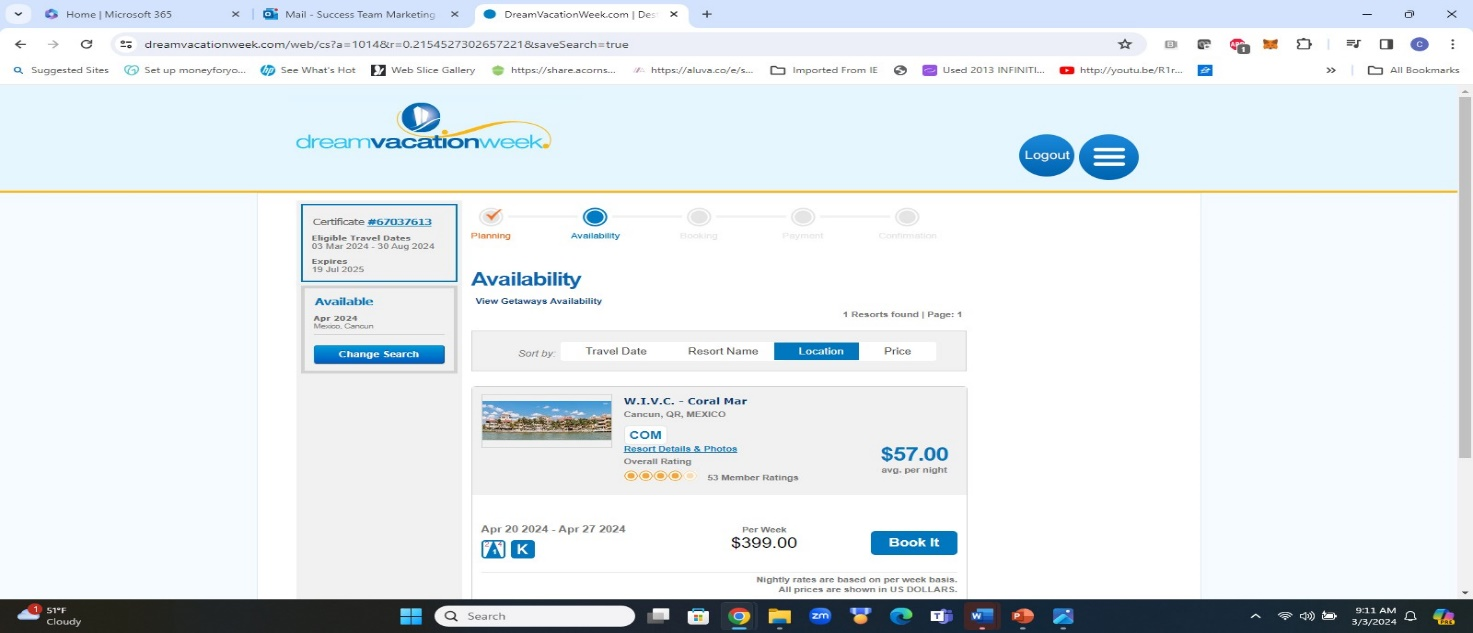 Home | Microsoft 365
Mail - Success Team Marketing
DreamVacationWeek.com | Des
dreamvacationweek.com/web/cs?a=1014&r=0.21545273026572218&saveSearch=true
Suggested Sites
Set up moneyforyo...
See What's Hot
Web Slice Gallery
https://share.acorns...
https://aluva.co/e/s...
Imported From IE
Used 2013 INFINITI...
http://youtu.be/R1r...
All Bookmarks
dreamvacationweek.
Logout
Certificate #67037613
Eligible Travel Dates
03 Mar 2024 - 30 Aug 2024
Expires
19 Jul 2025
Available
Apr 2024
Mexico, Cancun
Change Search
Planning
Availability
Booking
Payment
Confirmation
Availability
View Getaways Availability
1 Resorts found | Page: 1
Sort by:
Travel Date
Resort Name
Location
Price
W.I.V.C. - Coral Mar
Cancun, QR, MEXICO
COM
Resort Details & Photos
Overall Rating
53 Member Ratings
$57.00
avg. per night
Apr 20 2024 - Apr 27 2024
K
Per Week
$399.00
Book It
Nightly rates are based on per week basis.
All prices are shown in US DOLLARS.
1
51°F
Cloudy
Search
zm
9:11 AM
3/3/2024